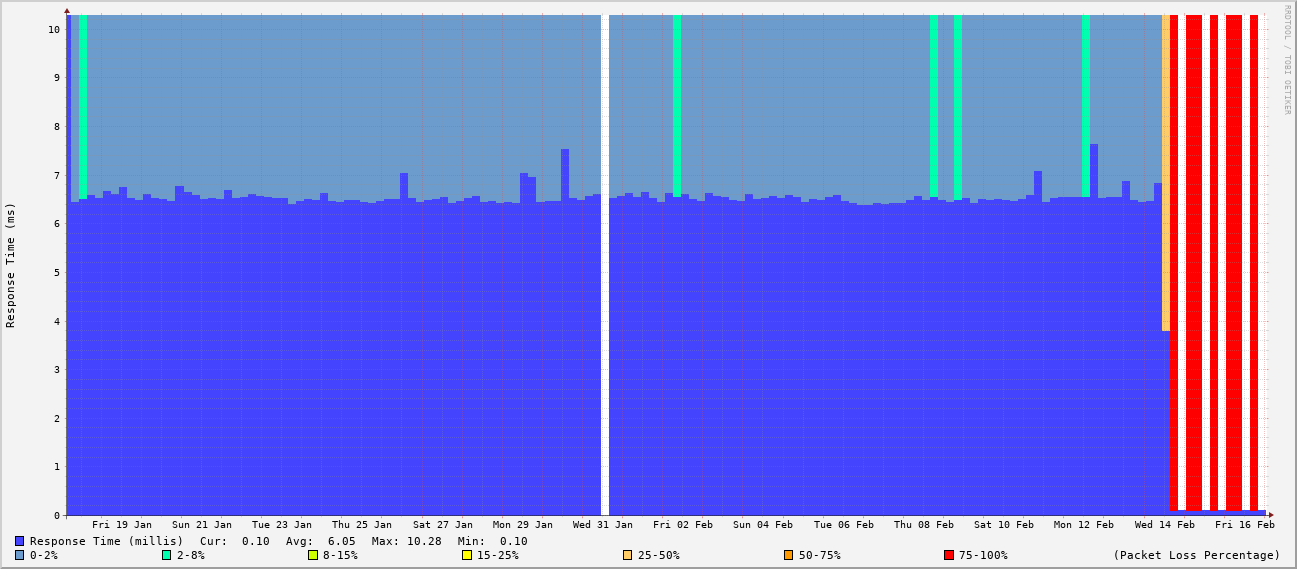 RRDTOOL / TOBI OETIKER
Response Time (ms)
10
9
8
7
6
5
4
3
2
1
0
Fri 19 Jan Sun 21 Jan Tue 23 Jan Thu 25 Jan Sat 27 Jan Mon 29 Jan Wed 31 Jan Fri 02 Feb Sun 04 Feb Tue 06 Feb Thu 08 Feb Sat 10 Feb Mon 12 Feb Wed 14 Feb Fri 16 Feb
Response Time (millis) Cur: 0.10 Avg: 6.05 Max: 10.28 Min: 0.10
0-2% 2-8% 8-15% 15-25% 25-50% 50-75% 75-100% (Packet Loss Percentage)